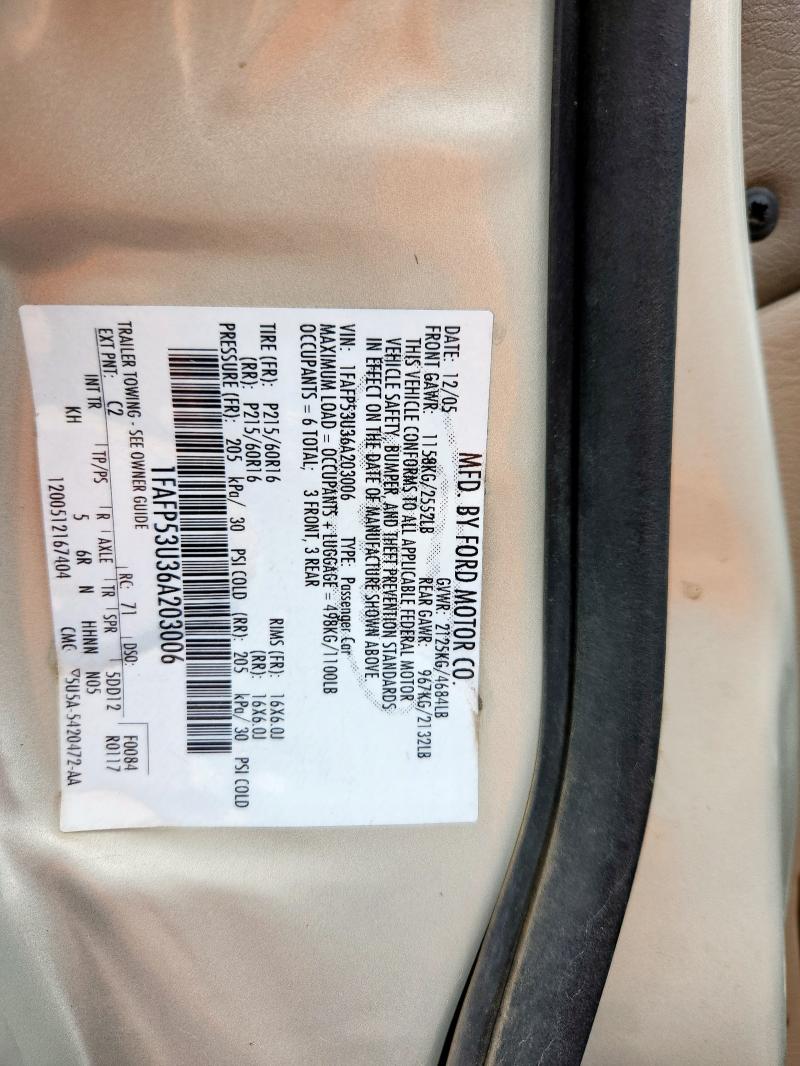 MFD. BY FORD MOTOR CO.
DATE: 12/05 GVWR: 2125KG/4684LB
FRONT GAWR: 1158KG/2552LB REAR GAWR: 967KG/2132LB
THIS VEHICLE CONFORMS TO ALL APPLICABLE FEDERAL MOTOR
VEHICLE SAFETY, BUMPER, AND THEFT PREVENTION STANDARDS
IN EFFECT ON THE DATE OF MANUFACTURE SHOWN ABOVE.
VIN: 1FAFP53U36A203006 TYPE: Passenger Car
MAXIMUM LOAD = OCCUPANTS + LUGGAGE = 498KG/1100LB
OCCUPANTS = 6 TOTAL; 3 FRONT, 3 REAR
TIRE (FR): P215/60R16 RIMS (FR): 16X6.0J
(RR): P215/60R16 (RR): 16X6.0J
PRESSURE (FR): 205 kPa/ 30 PSI COLD (RR): 205 kPa/ 30 PSI COLD
1FAFP53U36A203006
TRAILER TOWING - SEE OWNER GUIDE RC: 71 DSO: F0084
EXT PNT: C2 R0117
INT TR TP/PS R AXLE TR SPR 5DD12
KH 5 6R N HHNN N05
1200512167404 CMC ▽5U5A-5420472-AA